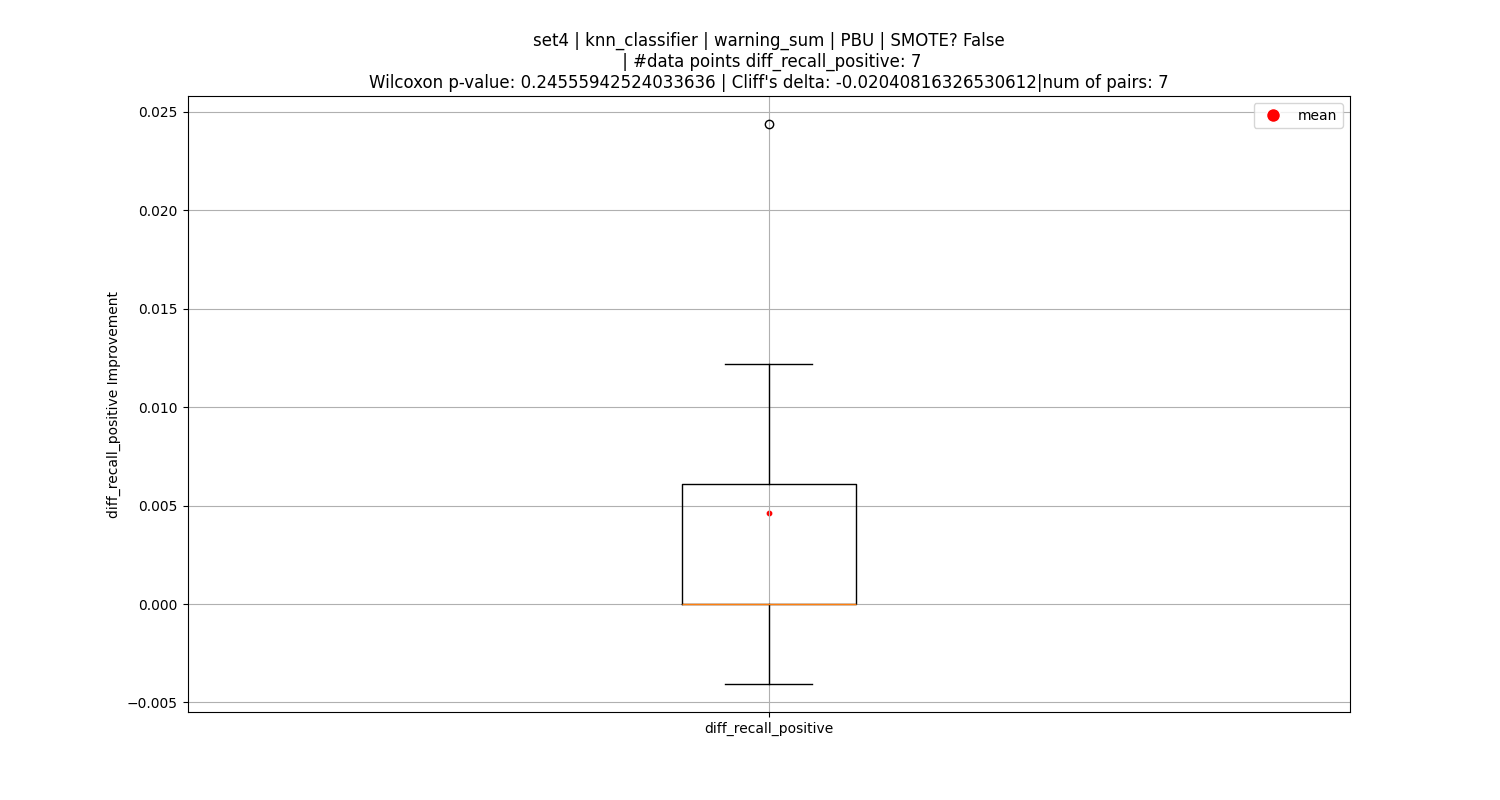 set4 | knn_classifier | warning_sum | PBU | SMOTE? False
| #data points diff_recall_positive: 7
Wilcoxon p-value: 0.24555942524033636 | Cliff's delta: -0.02040816326530612|num of pairs: 7
mean
0.025
0.020
0.015
0.010
0.005
0.000
−0.005
diff_recall_positive Improvement
diff_recall_positive